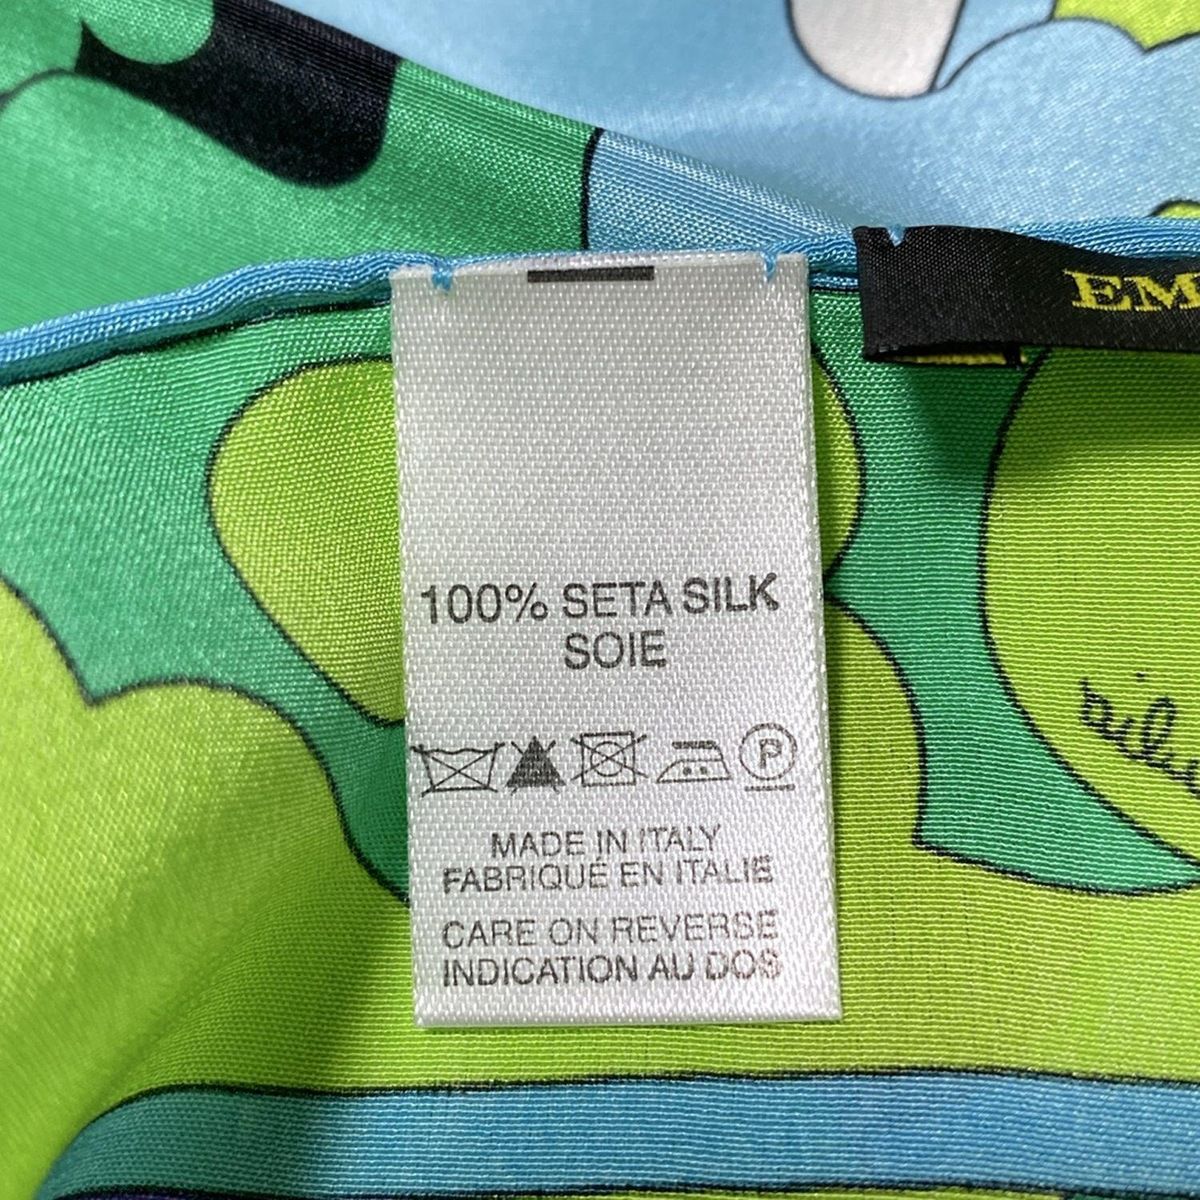 EM
100% SETA SILK
SOIE
P
MADE IN ITALY
FABRIQUÉ EN ITALIE
CARE ON REVERSE
INDICATION AU DOS